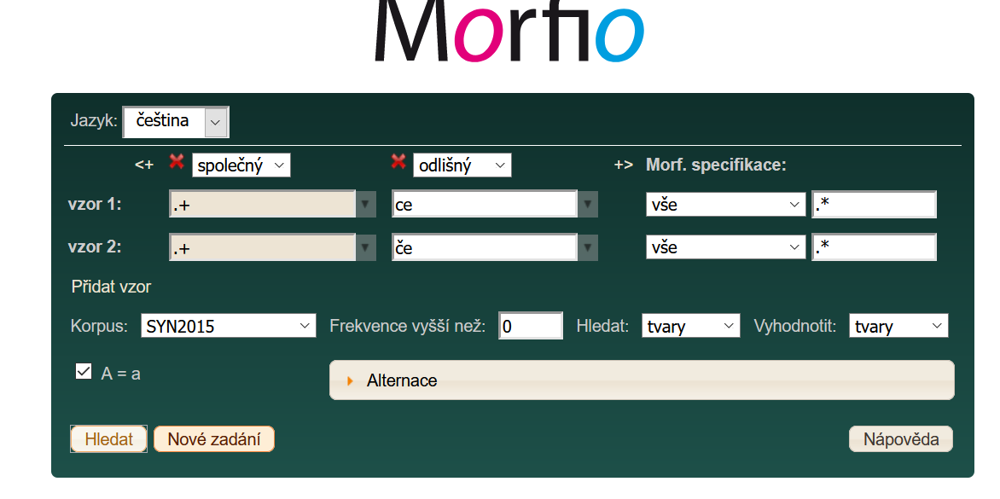 Morfio
Jazyk: čeština
<+ společný odlišný +> Morf. specifikace:
vzor 1: .+ ce vše .*
vzor 2: .+ če vše .*
Přidat vzor
Korpus: SYN2015 Frekvence vyšší než: 0 Hledat: tvary Vyhodnotit: tvary
A = a Alternace
Hledat Nové zadání Nápověda